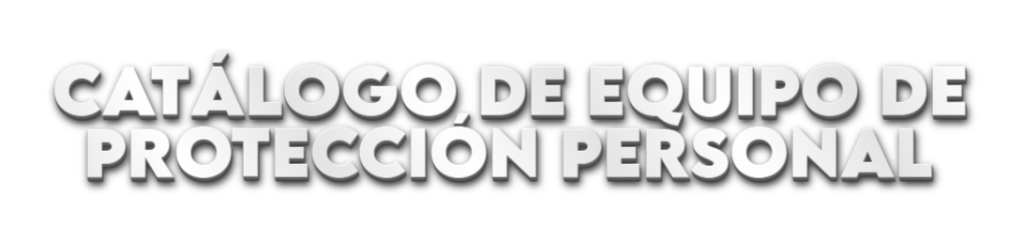 CATÁLOGO DE EQUIPO DE
PROTECCIÓN PERSONAL